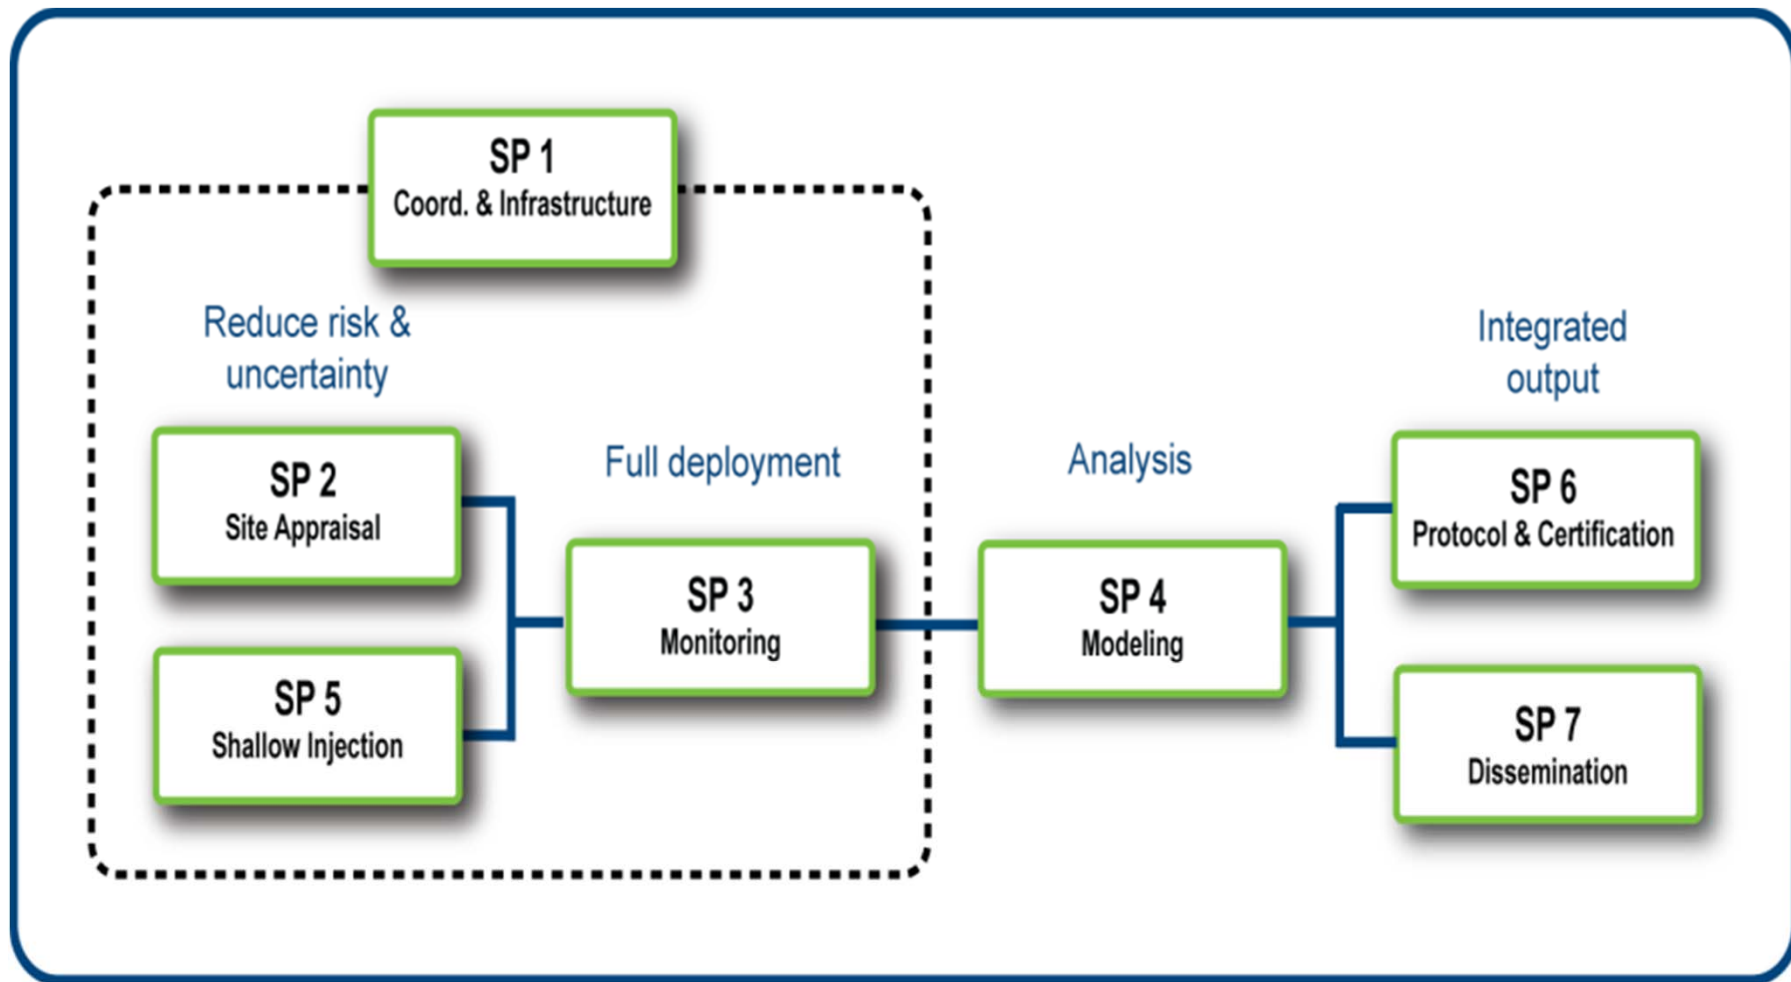 SP 1
Coord. & Infrastructure
Reduce risk &
uncertainty
SP 2
Site Appraisal
SP 5
Shallow Injection
Full deployment
SP 3
Monitoring
Analysis
SP 4
Modeling
Integrated
output
SP 6
Protocol & Certification
SP 7
Dissemination